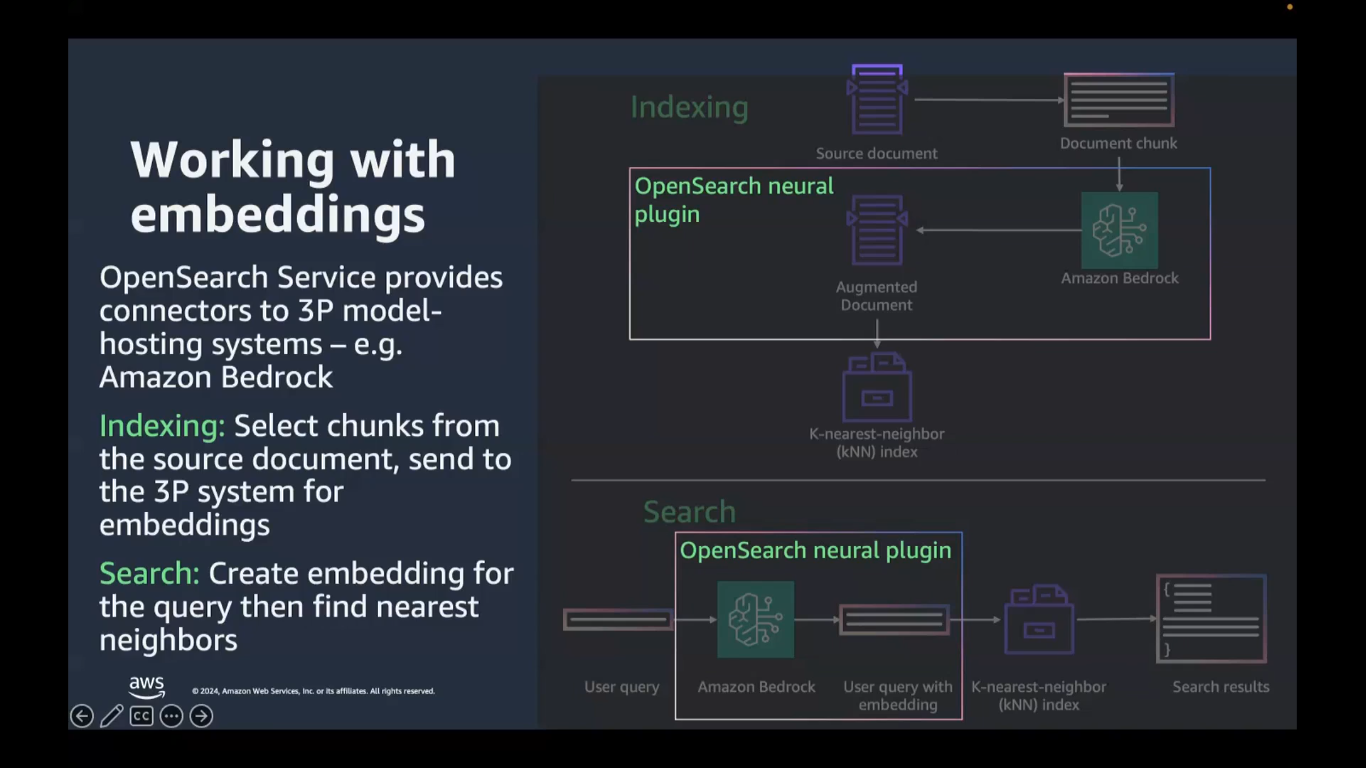 Working with
embeddings
OpenSearch Service provides
connectors to 3P model-
hosting systems – e.g.
Amazon Bedrock
Indexing: Select chunks from
the source document, send to
the 3P system for
embeddings
Search: Create embedding for
the query then find nearest
neighbors
aws
© 2024, Amazon Web Services, Inc. or its affiliates. All rights reserved.
CC
Indexing
Source document
Document chunk
OpenSearch neural
plugin
Augmented
Document
Amazon Bedrock
K-nearest-neighbor
(kNN) index
Search
OpenSearch neural plugin
{
}
User query
Amazon Bedrock
User query with
embedding
K-nearest-neighbor
(kNN) index
Search results